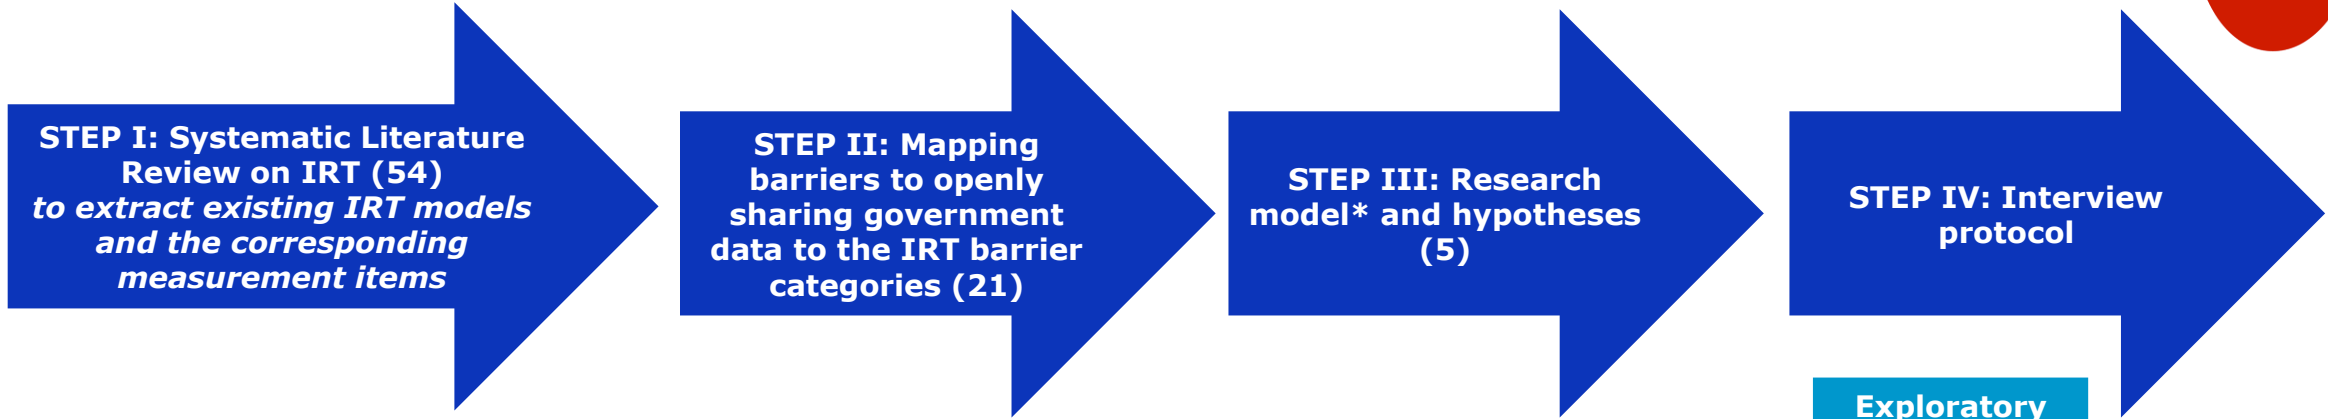 STEP I: Systematic Literature
Review on IRT (54)
to extract existing IRT models
and the corresponding
measurement items
STEP II: Mapping
barriers to openly
sharing government
data to the IRT barrier
categories (21)
STEP III: Research
model* and hypotheses
(5)
STEP IV: Interview
protocol
Exploratory